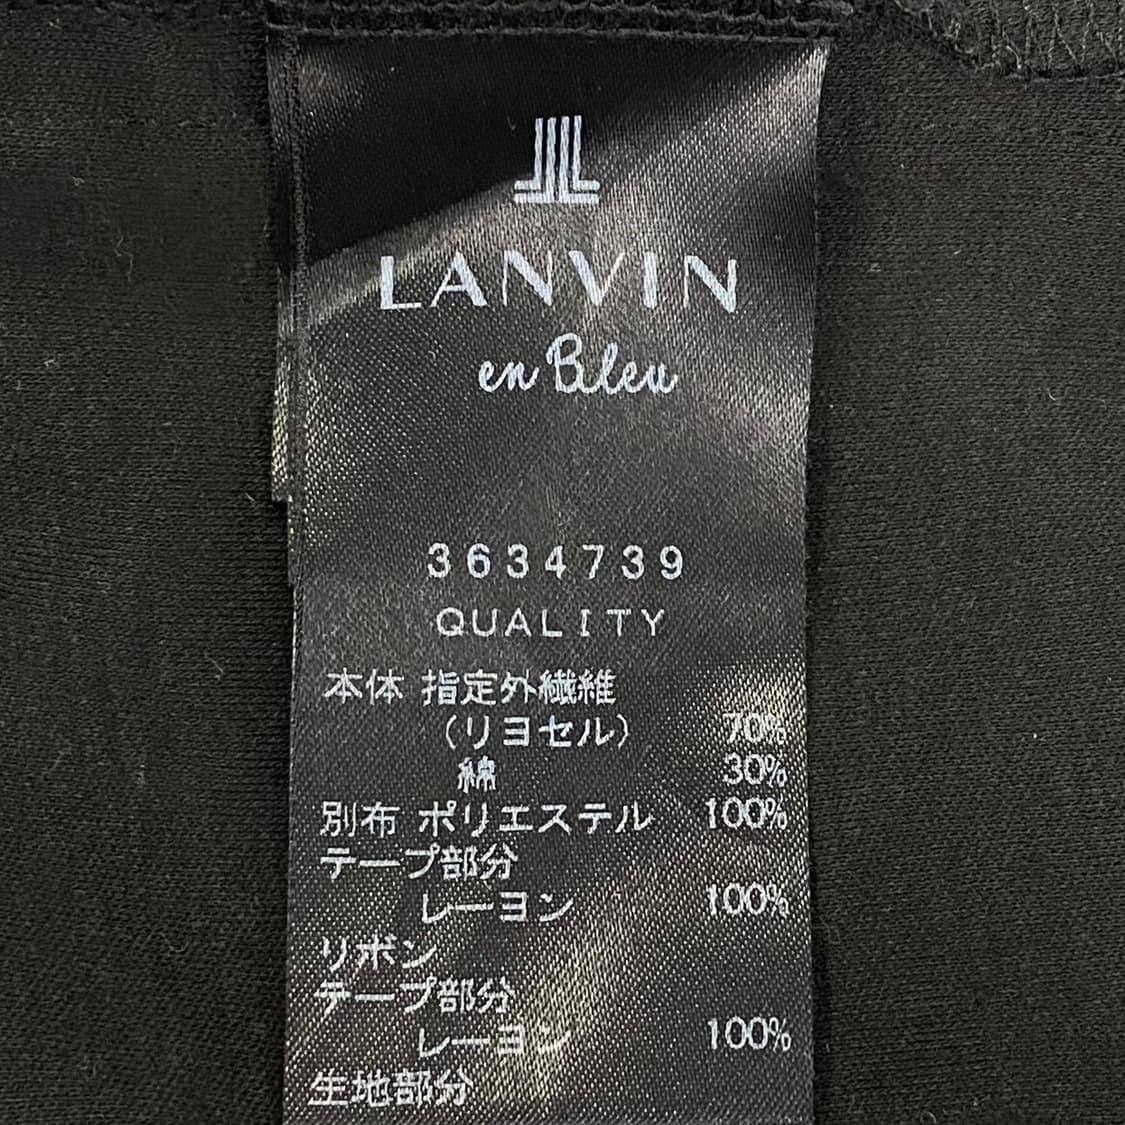 LANVIN
en Bleu
3634739
QUALITY
本体 指定外繊維
(リヨセル) 70%
綿 30%
別布 ポリエステル 100%
テープ部分
レーヨン 100%
リボン
テープ部分
レーヨン 100%
生地部分